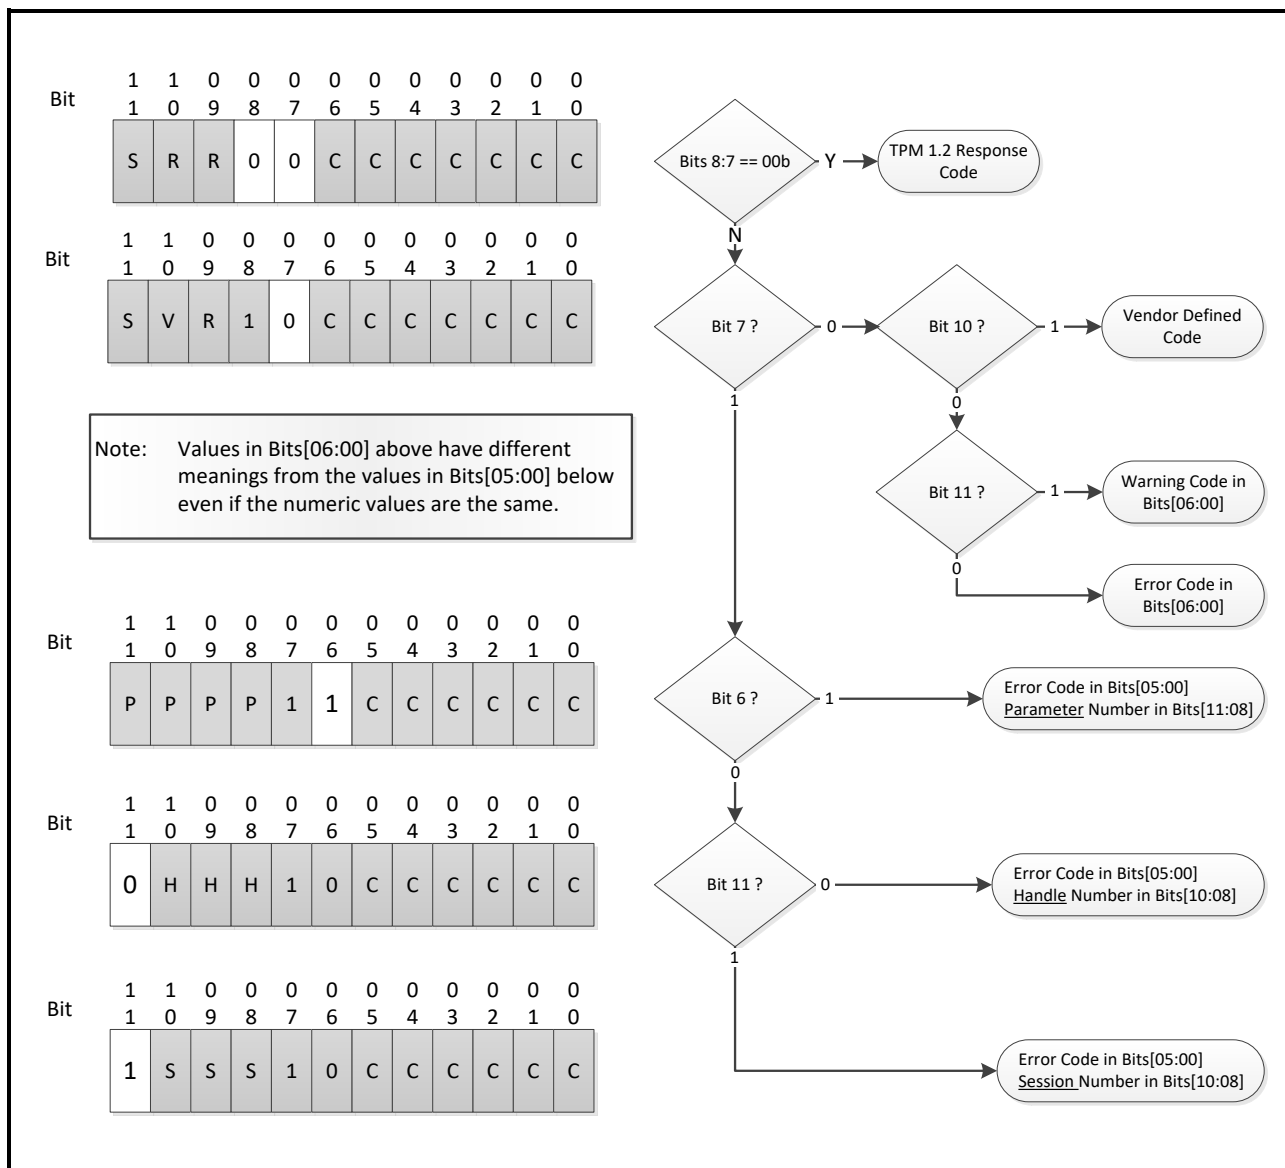 1 1 0 0 0 0 0 0 0 0 0 0
Bit 1 0 9 8 7 6 5 4 3 2 1 0
S R R 0 0 C C C C C C C
1 1 0 0 0 0 0 0 0 0 0 0
Bit 1 0 9 8 7 6 5 4 3 2 1 0
S V R 1 0 C C C C C C C
Note: Values in Bits[06:00] above have different
meanings from the values in Bits[05:00] below
even if the numeric values are the same.
1 1 0 0 0 0 0 0 0 0 0 0
Bit 1 0 9 8 7 6 5 4 3 2 1 0
P P P P 1 1 C C C C C C
1 1 0 0 0 0 0 0 0 0 0 0
Bit 1 0 9 8 7 6 5 4 3 2 1 0
0 H H H 1 0 C C C C C C
1 1 0 0 0 0 0 0 0 0 0 0
Bit 1 0 9 8 7 6 5 4 3 2 1 0
1 S S S 1 0 C C C C C C
Bits 8:7 == 00b
Y
TPM 1.2 Response
Code
N
Bit 7 ?
0
Bit 10 ?
1
Vendor Defined
Code
1
0
Bit 11 ?
1
Warning Code in
Bits[06:00]
0
Error Code in
Bits[06:00]
Bit 6 ?
1
Error Code in Bits[05:00]
Parameter Number in Bits[11:08]
0
Bit 11 ?
0
Error Code in Bits[05:00]
Handle Number in Bits[10:08]
1
Error Code in Bits[05:00]
Session Number in Bits[10:08]